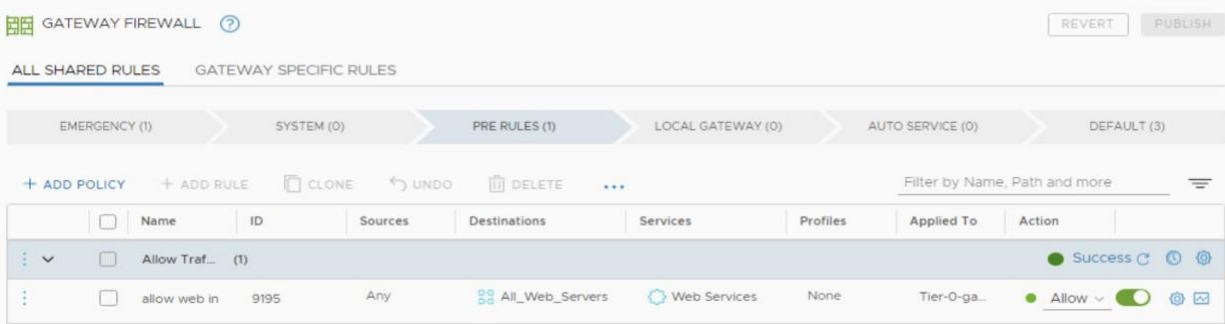 GATEWAY FIREWALL ?
REVERT PUBLISH
ALL SHARED RULES GATEWAY SPECIFIC RULES
EMERGENCY (1) SYSTEM (0) PRE RULES (1) LOCAL GATEWAY (0) AUTO SERVICE (0) DEFAULT (3)
+ ADD POLICY + ADD RULE CLONE UNDO DELETE ... Filter by Name, Path and more
Name ID Sources Destinations Services Profiles Applied To Action
Allow Traf... (1) Success
allow web in 9195 Any All_Web_Servers Web Services None Tier-0-ga... Allow